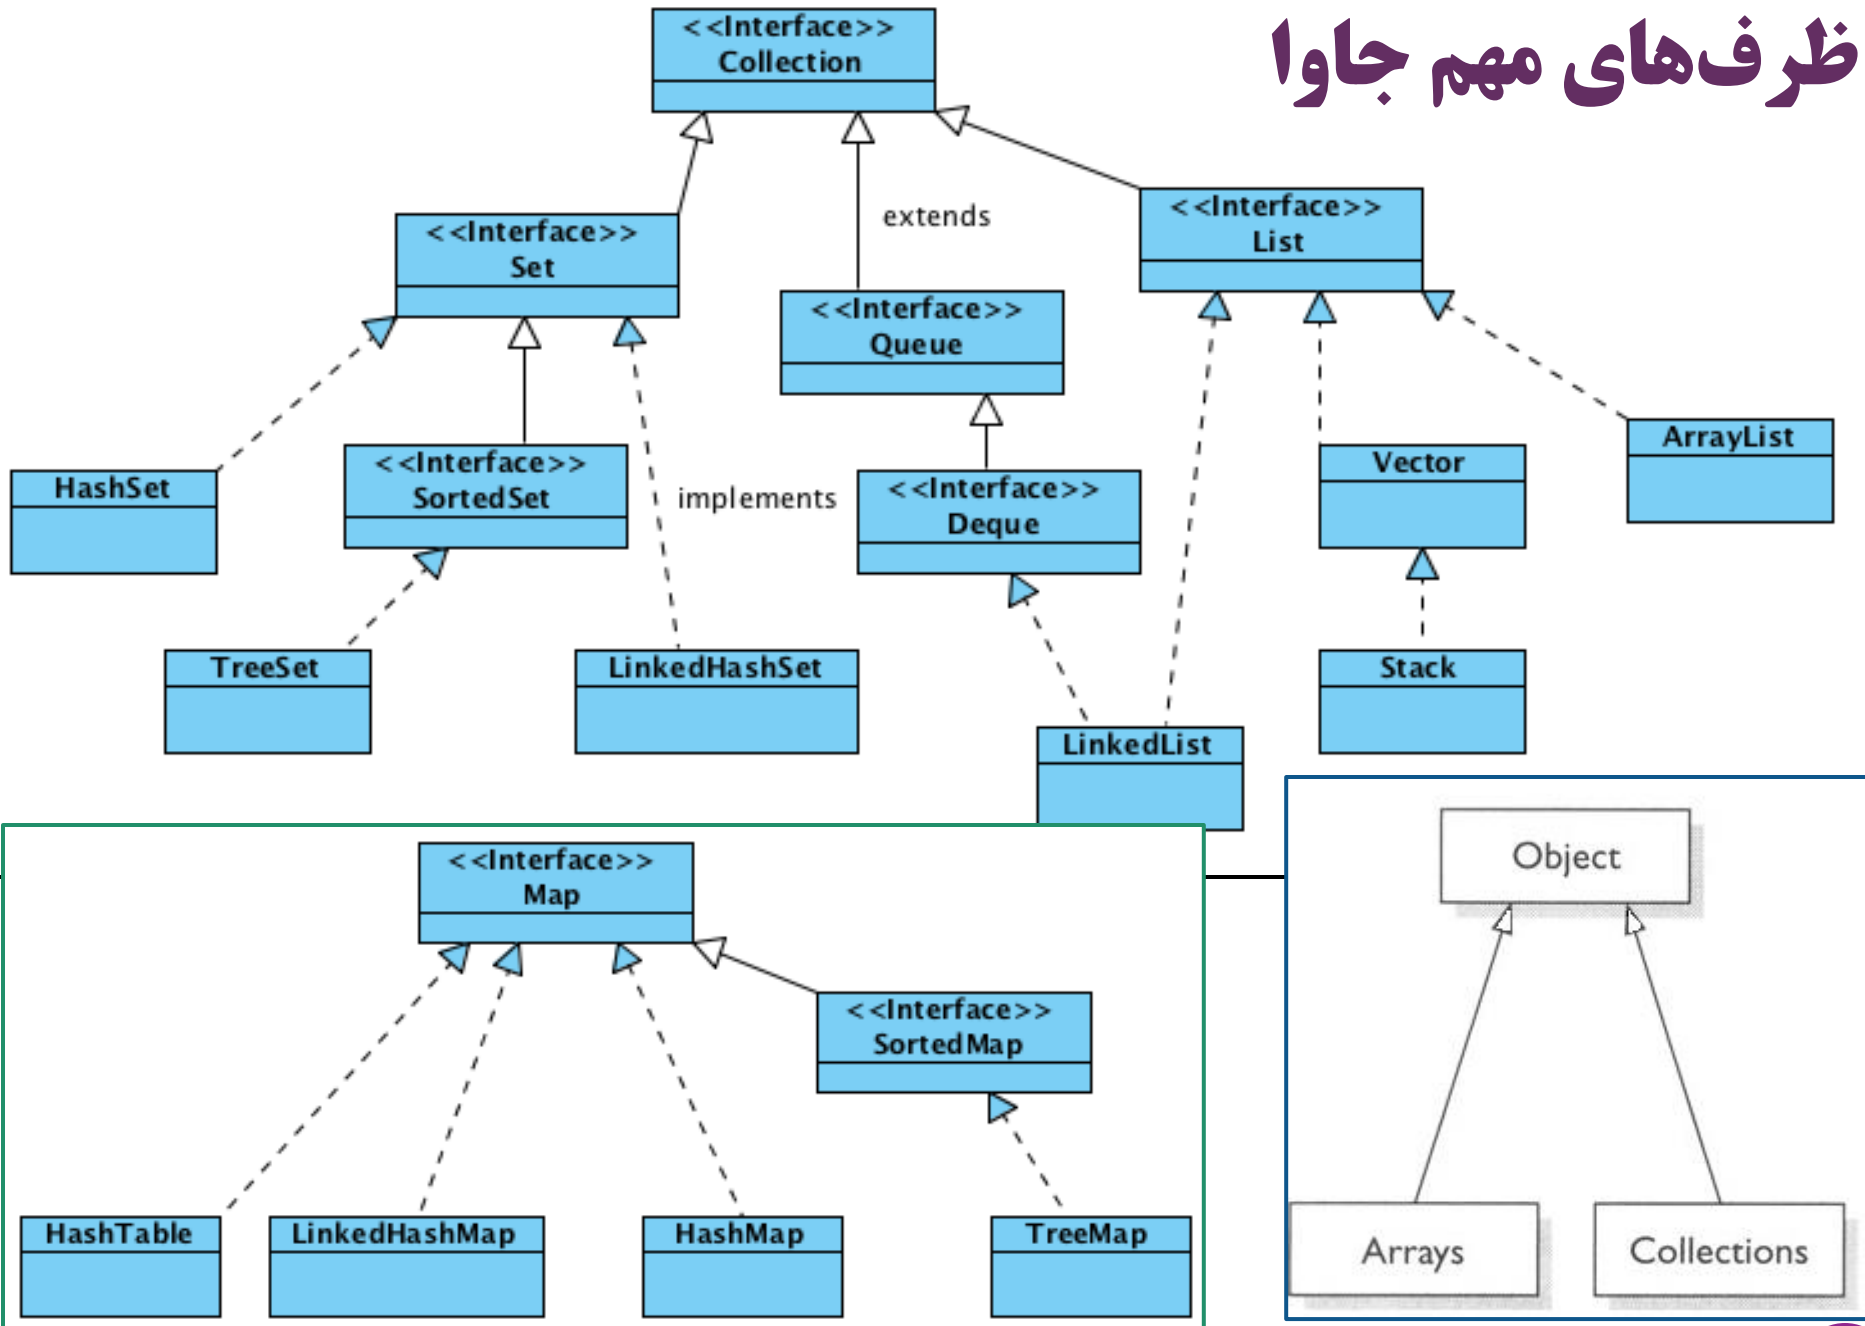 ظرف‌های مهم جاوا
<<Interface>>
Collection
<<Interface>>
Set
extends
<<Interface>>
List
<<Interface>>
Queue
HashSet
<<Interface>>
SortedSet
implements
<<Interface>>
Deque
Vector
ArrayList
TreeSet
LinkedHashSet
LinkedList
Stack
<<Interface>>
Map
<<Interface>>
SortedMap
HashTable
LinkedHashMap
HashMap
TreeMap
Object
Arrays
Collections